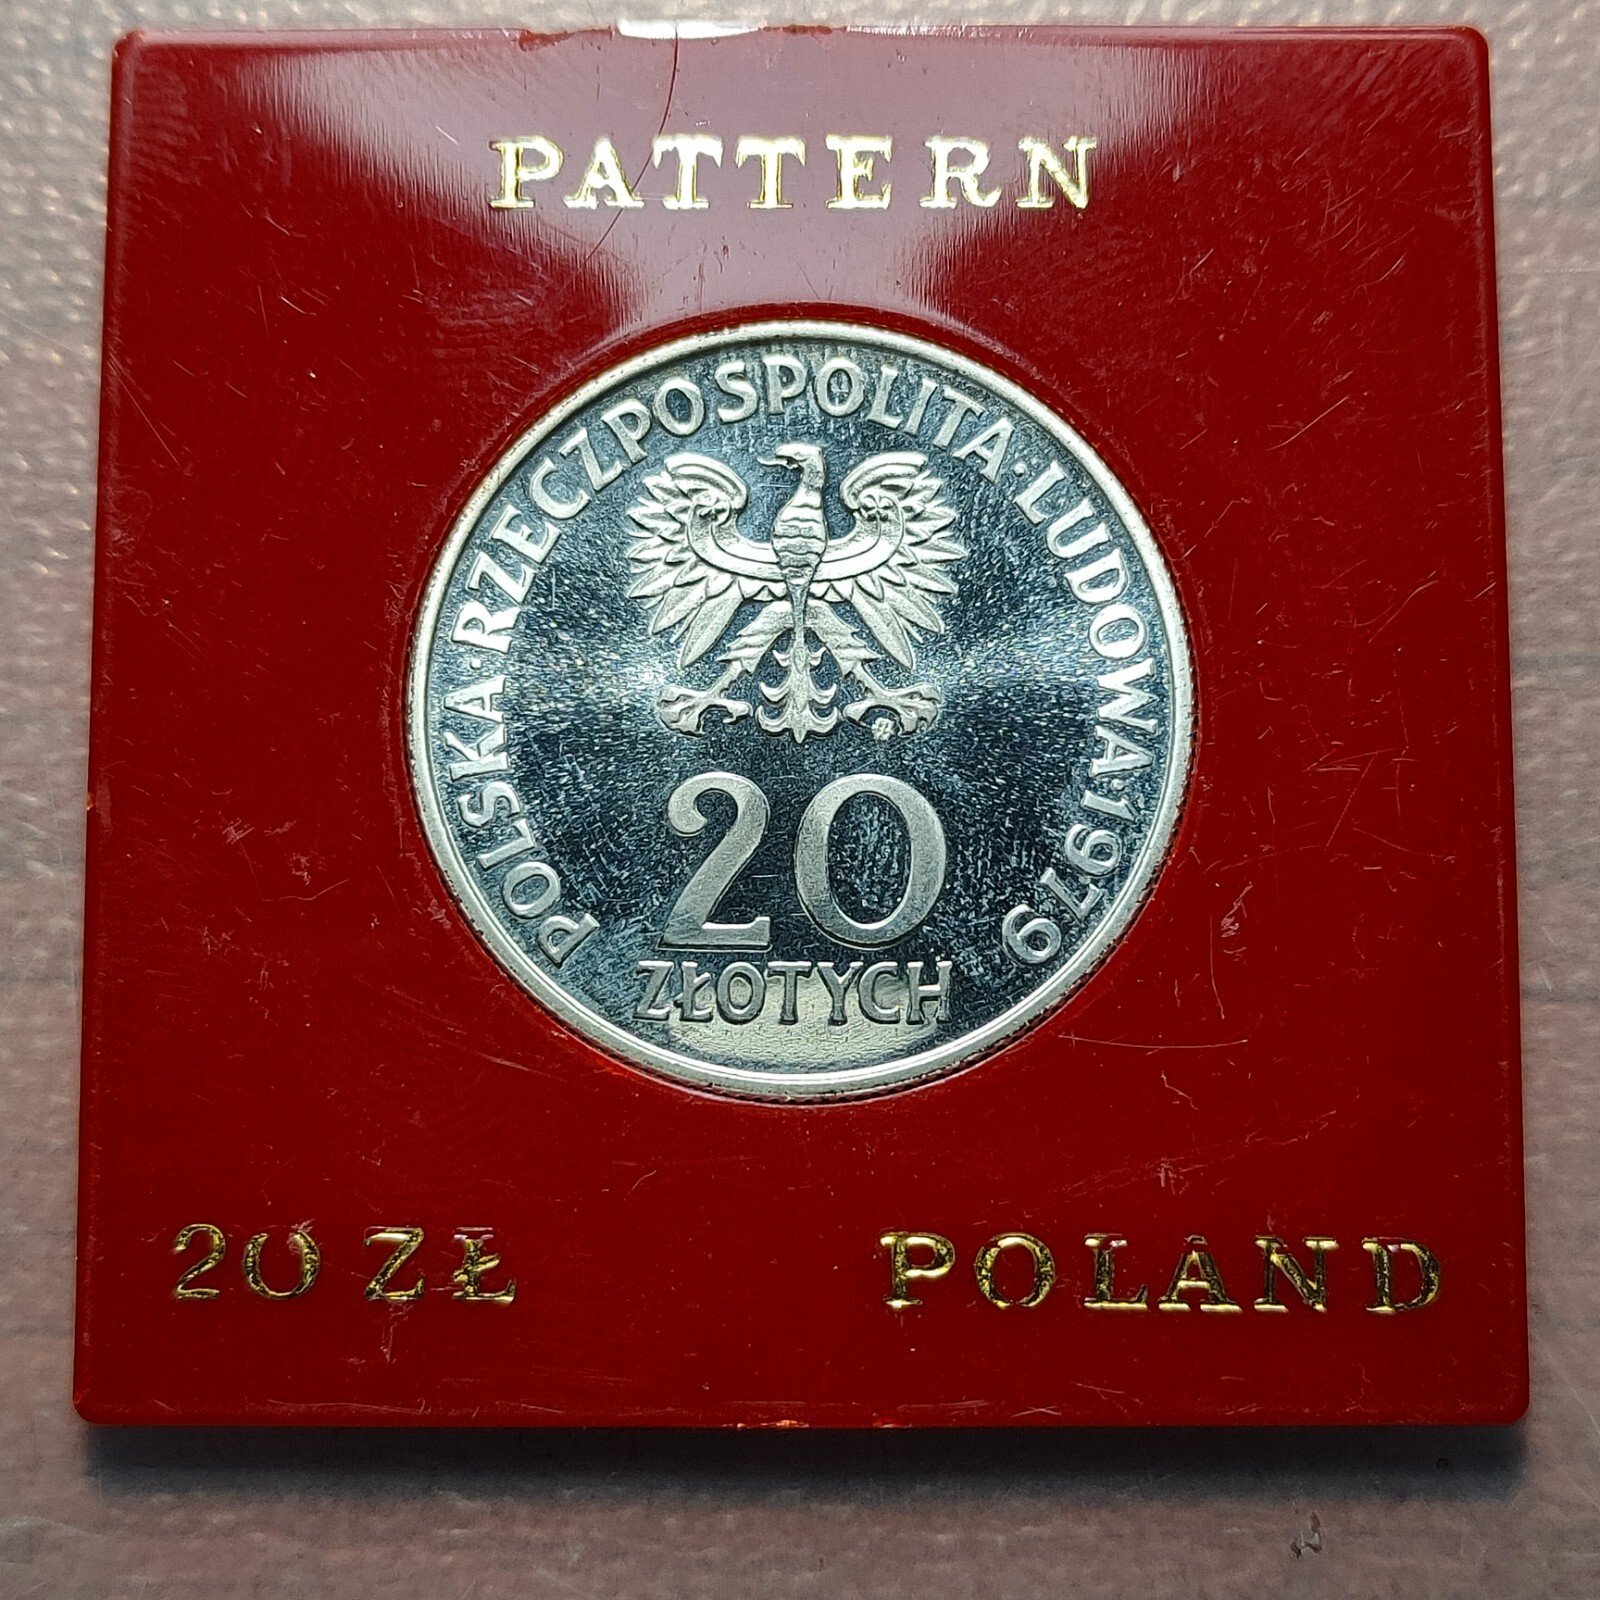 PATTERN
POLSKA·RZECZPOSPOLITA·LUDOWA·1979
20
ZŁOTYCH
20 ZŁ POLAND